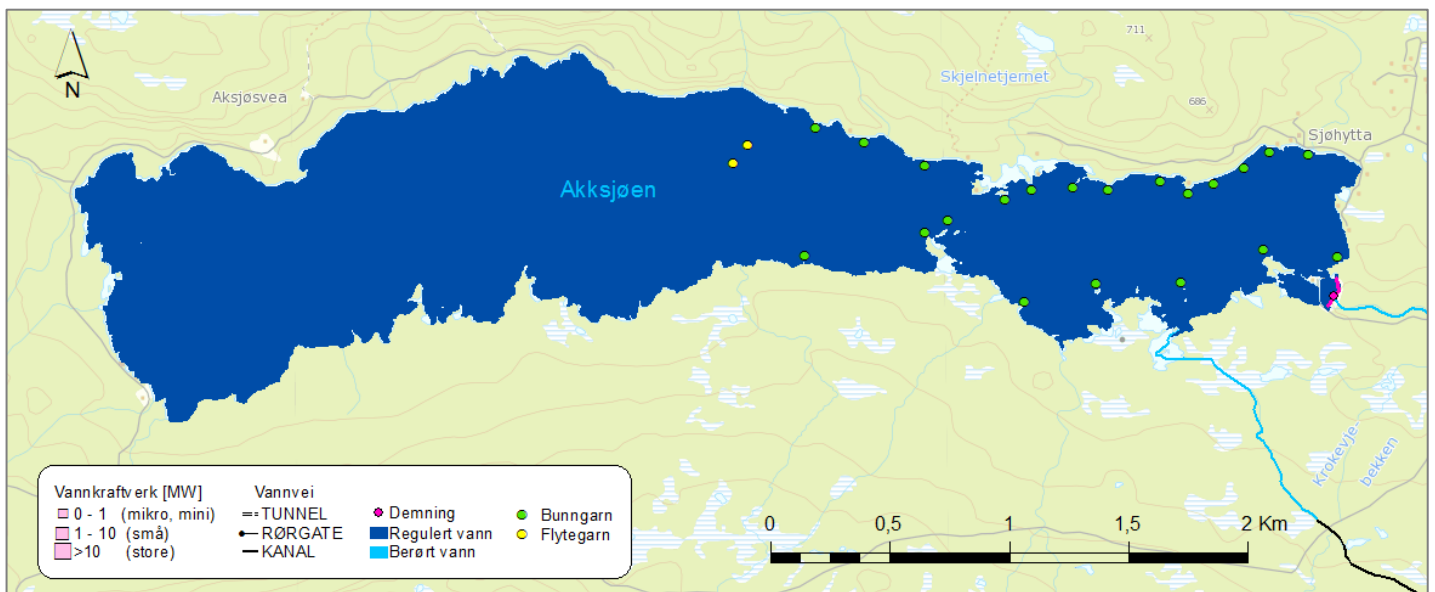 711
Skjelnetjernet
N
Aksjøsvea
686
Sjøhytta
Akksjøen
Krokevje-
bekken
Vannkraftverk [MW]
0 - 1 (mikro, mini)
1 - 10 (små)
>10 (store)
Vannvei
TUNNEL
RØRGATE
KANAL
Demning
Regulert vann
Berørt vann
Bunngarn
Flytegarn
0 0,5 1 1,5 2 Km